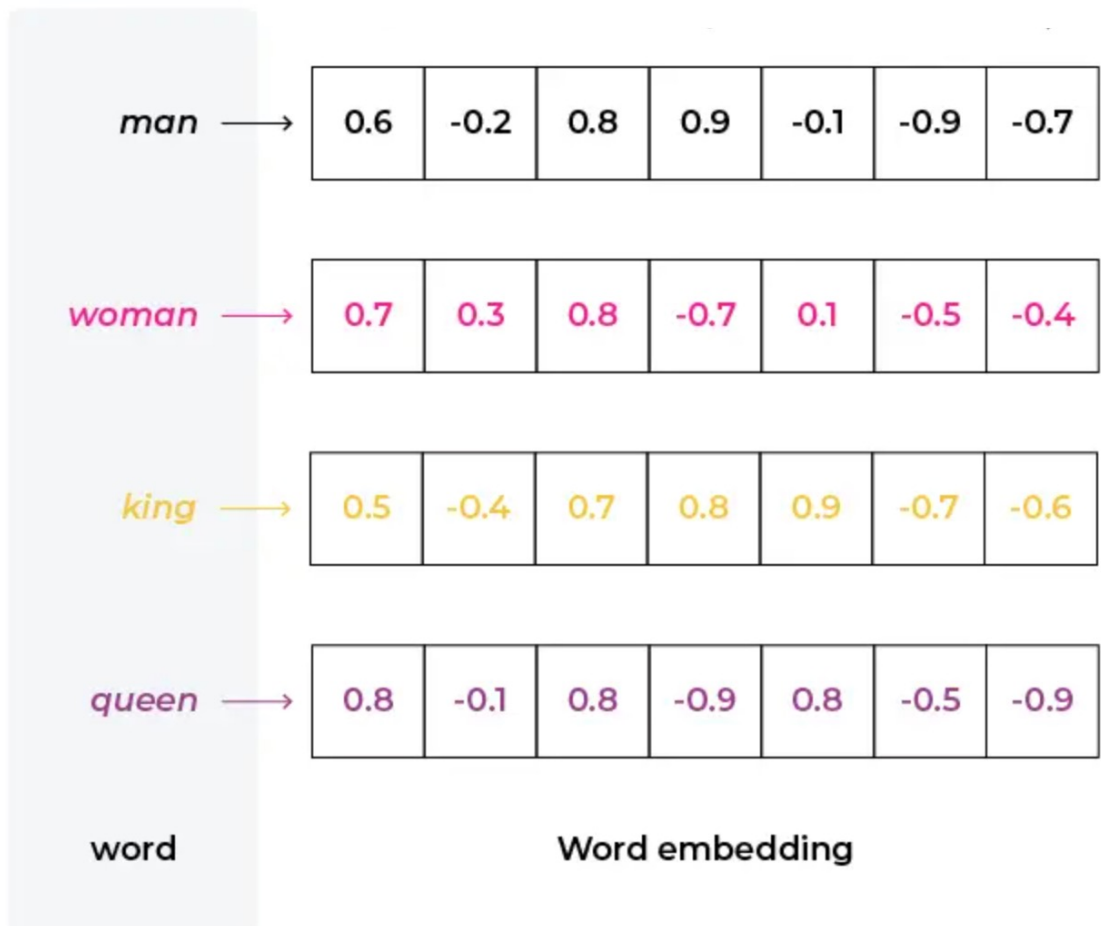 man → 0.6 -0.2 0.8 0.9 -0.1 -0.9 -0.7
woman → 0.7 0.3 0.8 -0.7 0.1 -0.5 -0.4
king → 0.5 -0.4 0.7 0.8 0.9 -0.7 -0.6
queen → 0.8 -0.1 0.8 -0.9 0.8 -0.5 -0.9
word Word embedding